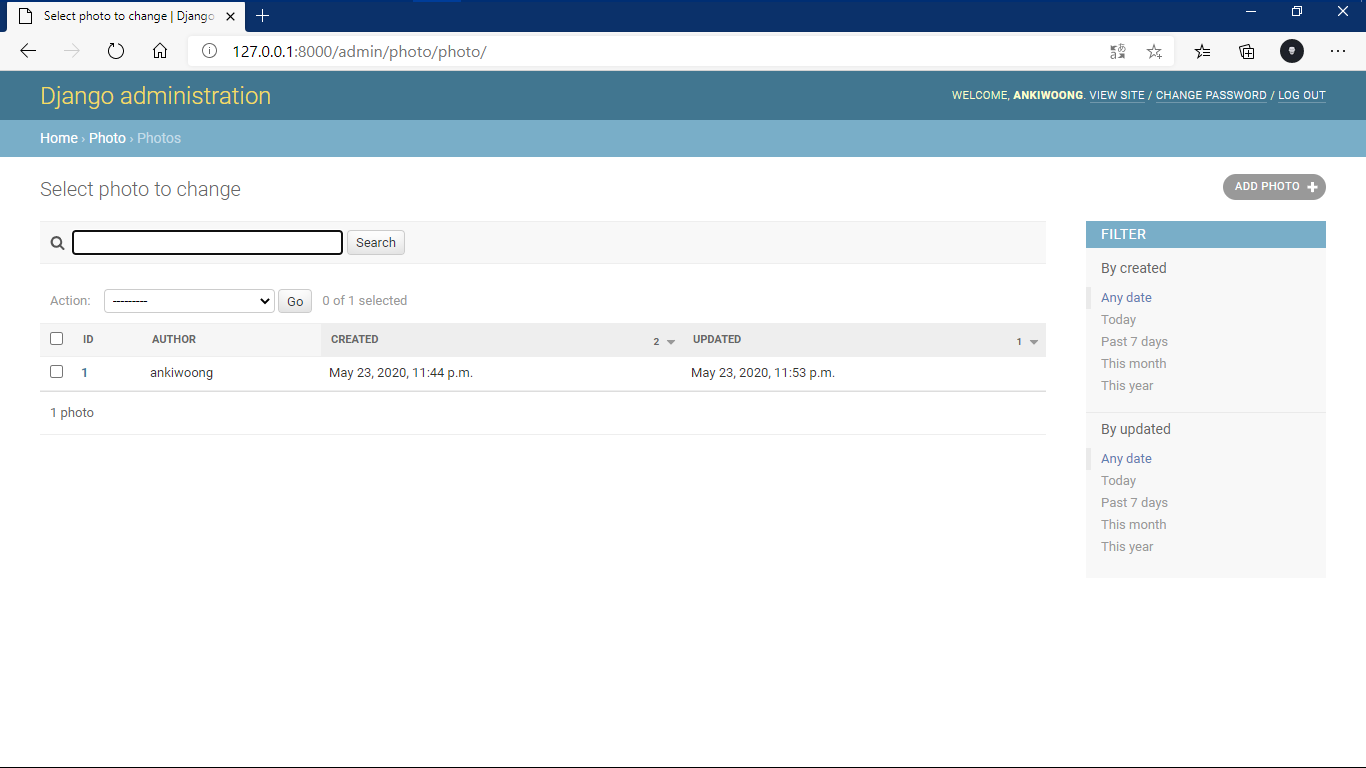 Select photo to change | Django
127.0.0.1:8000/admin/photo/photo/
Django administration
WELCOME, ANKIWOONG. VIEW SITE / CHANGE PASSWORD / LOG OUT
Home › Photo › Photos
Select photo to change
ADD PHOTO +
Search
Action: --------- Go 0 of 1 selected
ID AUTHOR CREATED 2 UPDATED 1
1 ankiwoong May 23, 2020, 11:44 p.m. May 23, 2020, 11:53 p.m.
1 photo
FILTER
By created
Any date
Today
Past 7 days
This month
This year
By updated
Any date
Today
Past 7 days
This month
This year